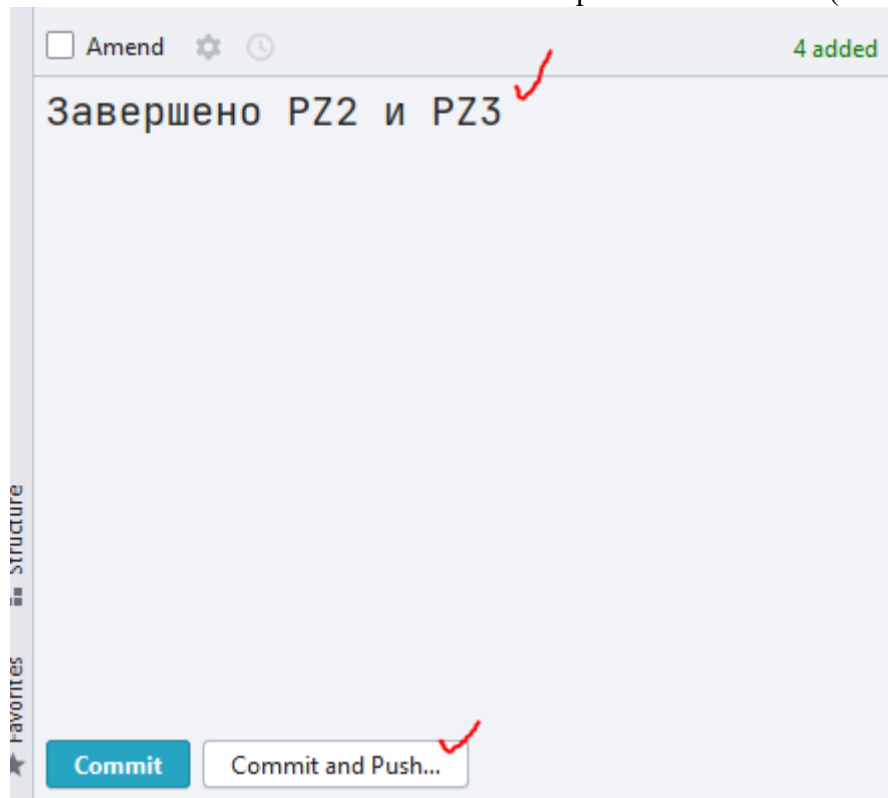 Amend
4 added
Завершено PZ2 и PZ3
Structure
Favorites
Commit
Commit and Push...